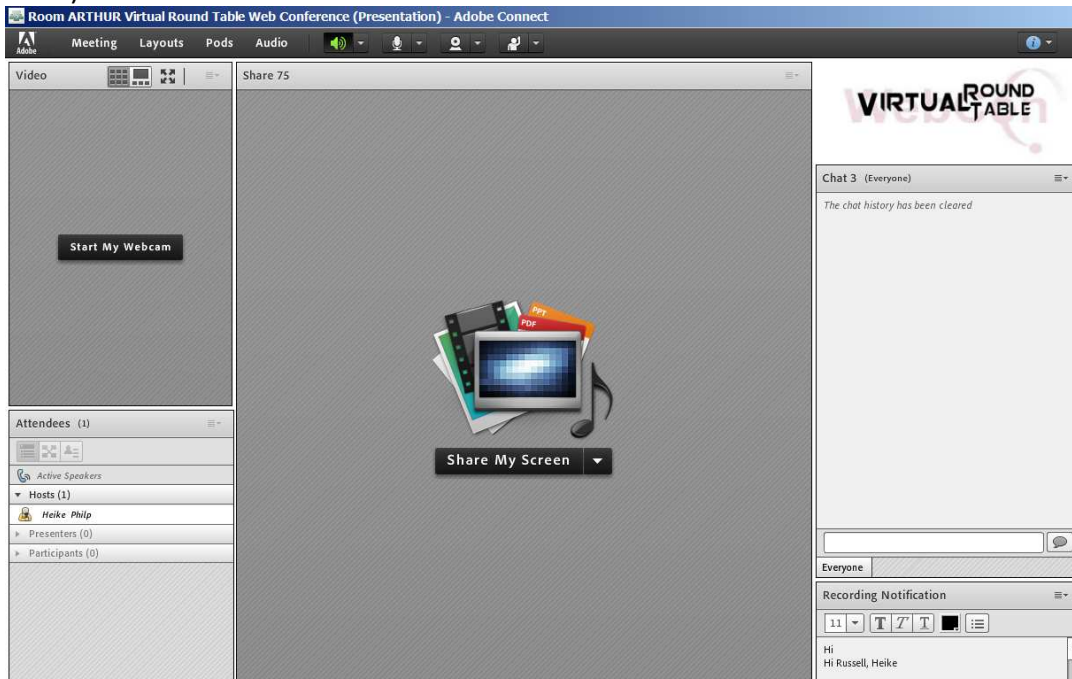 Room ARTHUR Virtual Round Table Web Conference (Presentation) - Adobe Connect
Adobe
Meeting Layouts Pods Audio
Video
Start My Webcam
Attendees (1)
Active Speakers
Hosts (1)
Heike Philp
Presenters (0)
Participants (0)
Share 75
PPT
PDF
Share My Screen
VIRTUAL ROUND TABLE
WebCon
Chat 3 (Everyone)
The chat history has been cleared
Everyone
Recording Notification
11 T T T
Hi
Hi Russell, Heike